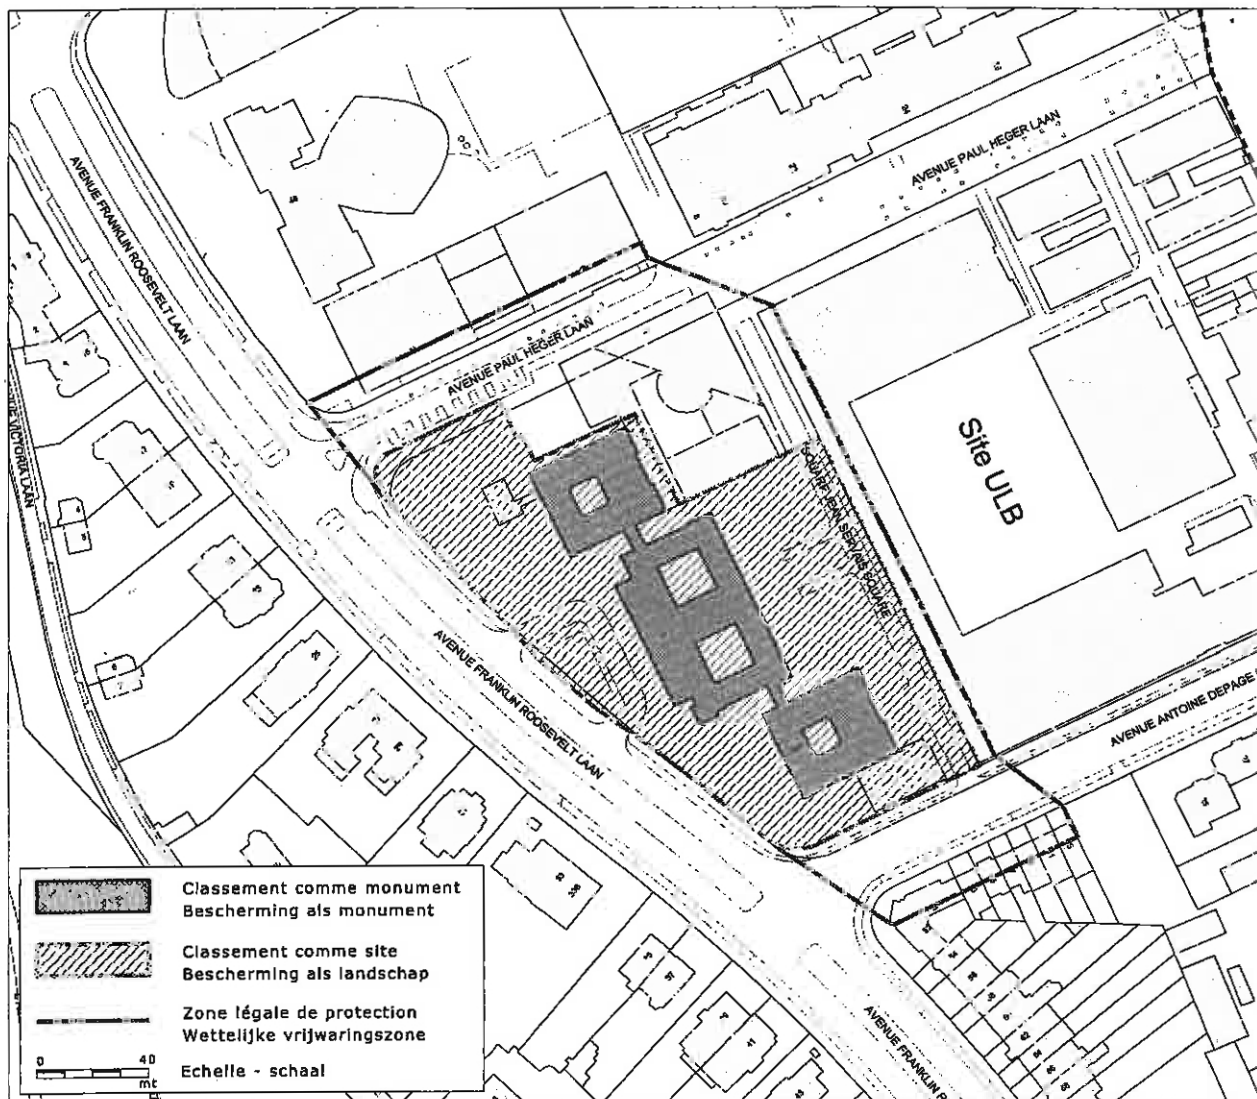 AVENUE PAUL HEGER LAAN
AVENUE FRANKLIN ROOSEVELT LAAN
AVENUE PAUL HEGER LAAN
VICTORIA LAAN
Site ULB
SQUARE JEAN SERVAIS SQUARE
AVENUE FRANKLIN ROOSEVELT LAAN
AVENUE ANTOINE DEPAGE
AVENUE FRANKLIN R
Classement comme monument
Bescherming als monument
Classement comme site
Bescherming als landschap
Zone légale de protection
Wettelijke vrijwaringszone
0 40
mt
Echelle - schaal